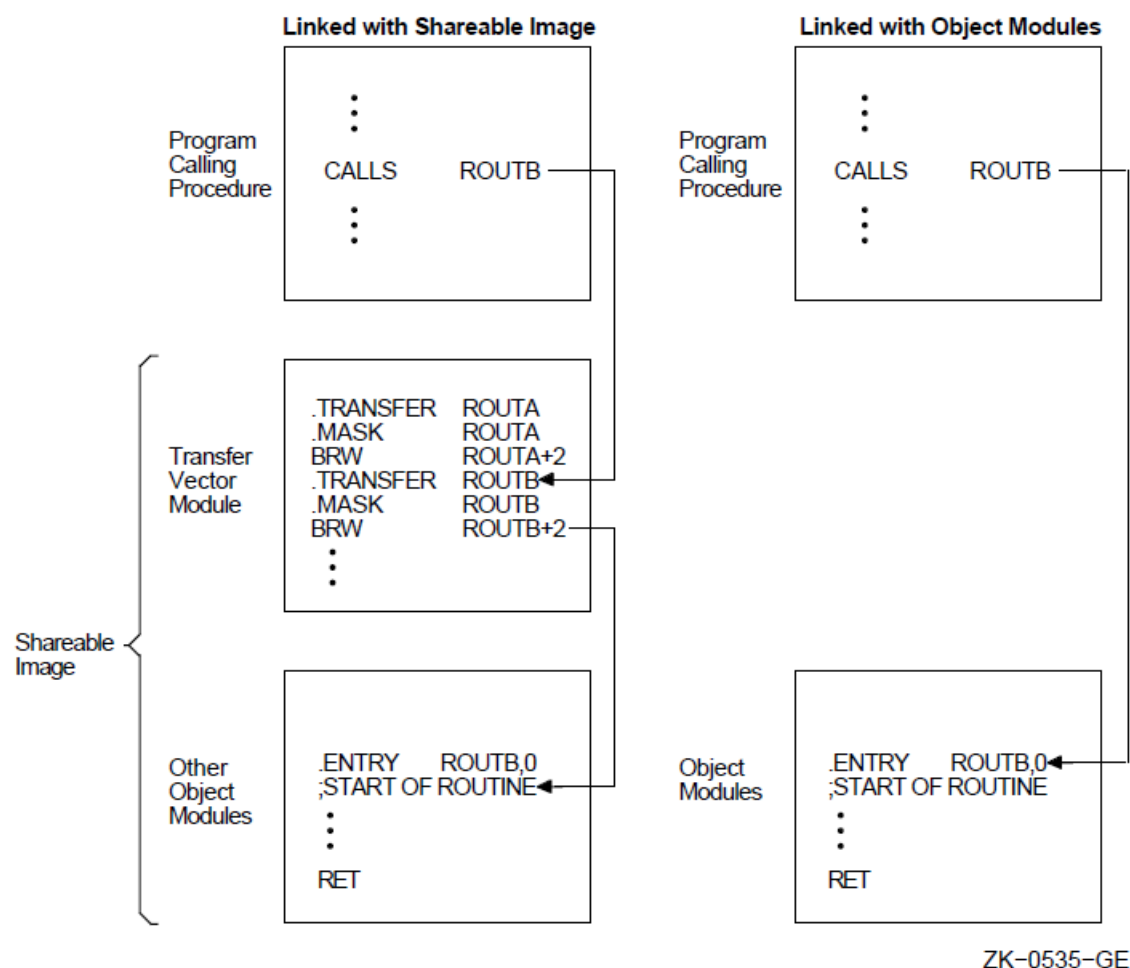 Linked with Shareable Image
Linked with Object Modules
Program
Calling
Procedure
CALLS ROUTB
Program
Calling
Procedure
CALLS ROUTB
Shareable
Image
Transfer
Vector
Module
.TRANSFER ROUTA
.MASK ROUTA
BRW ROUTA+2
.TRANSFER ROUTB
.MASK ROUTB
BRW ROUTB+2
Other
Object
Modules
.ENTRY ROUTB,0
;START OF ROUTINE
RET
Object
Modules
.ENTRY ROUTB,0
;START OF ROUTINE
RET
ZK−0535−GE